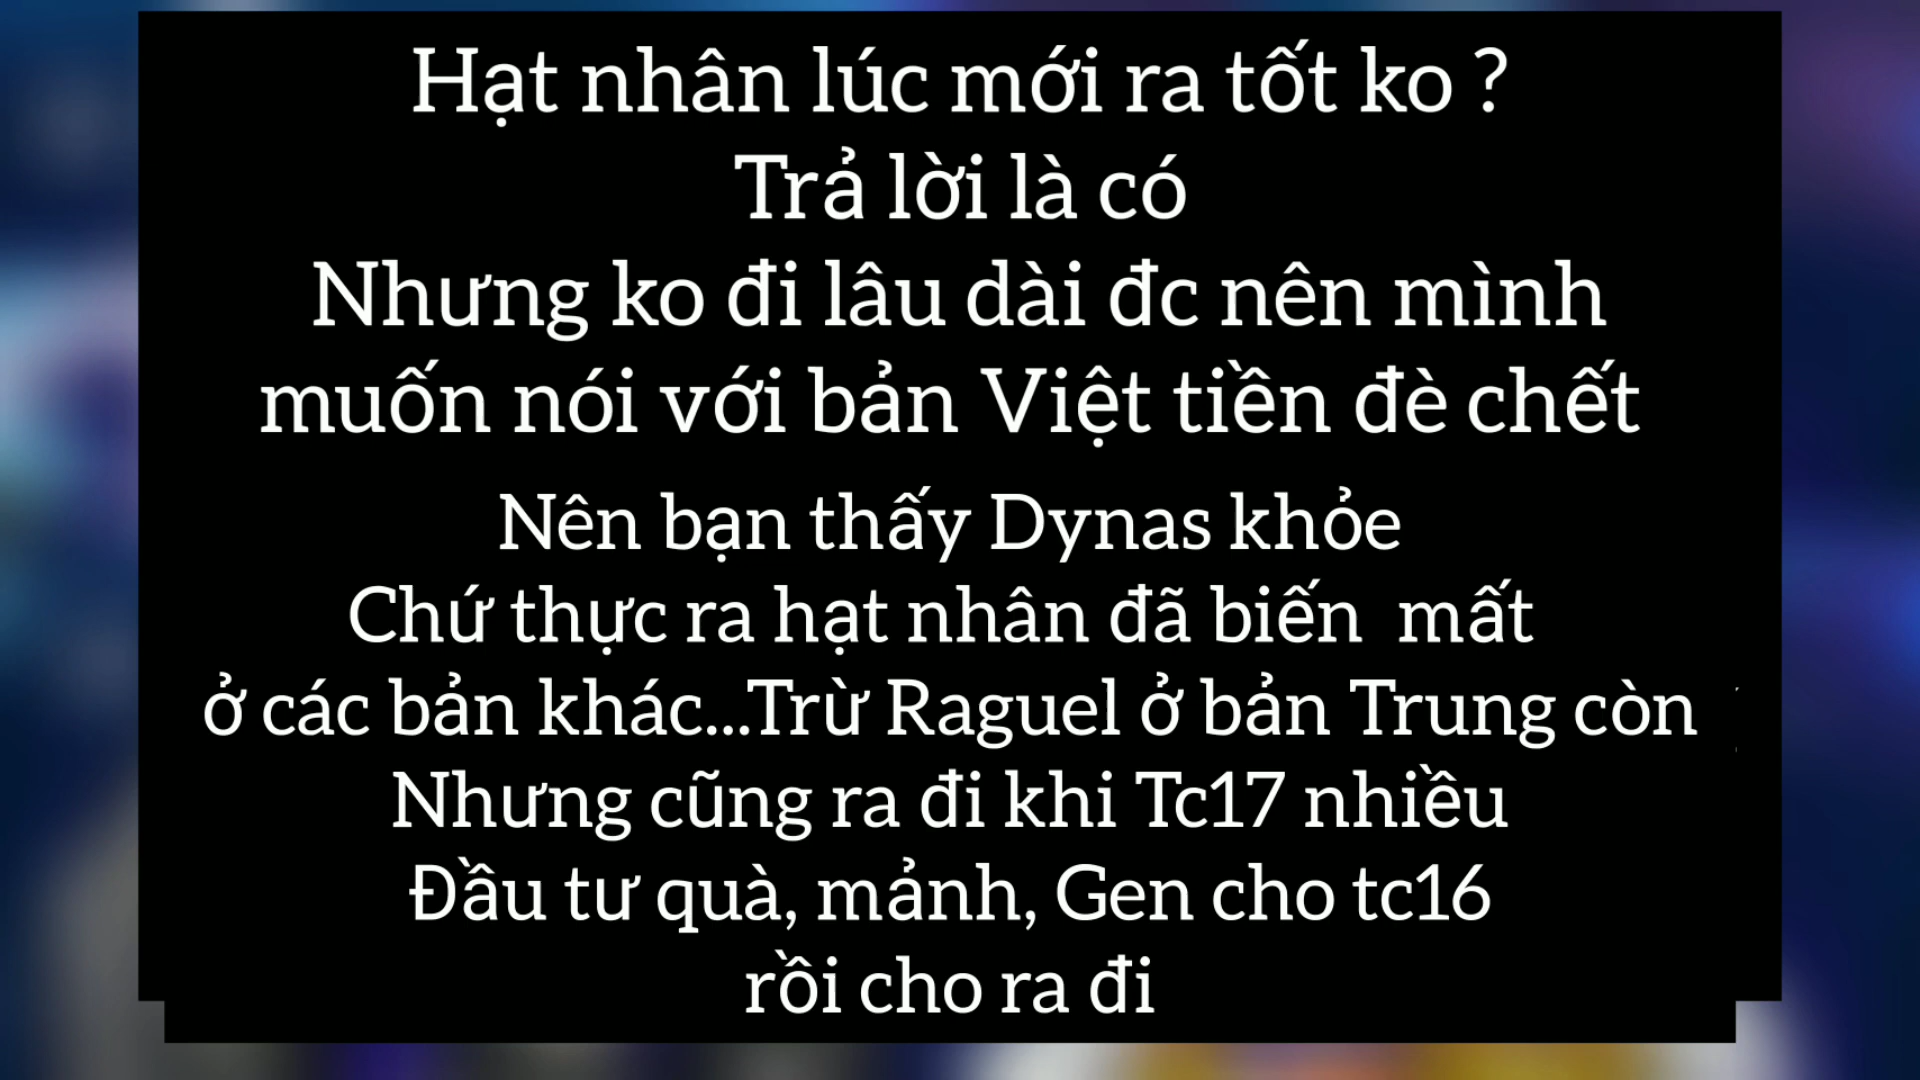 Hạt nhân lúc mới ra tốt ko ?
Trả lời là có
Nhưng ko đi lâu dài đc nên mình
muốn nói với bản Việt tiền đè chết
Nên bạn thấy Dynas khỏe
Chứ thực ra hạt nhân đã biến mất
ở các bản khác...Trừ Raguel ở bản Trung còn
Nhưng cũng ra đi khi Tc17 nhiều
Đầu tư quà, mảnh, Gen cho tc16
rồi cho ra đi